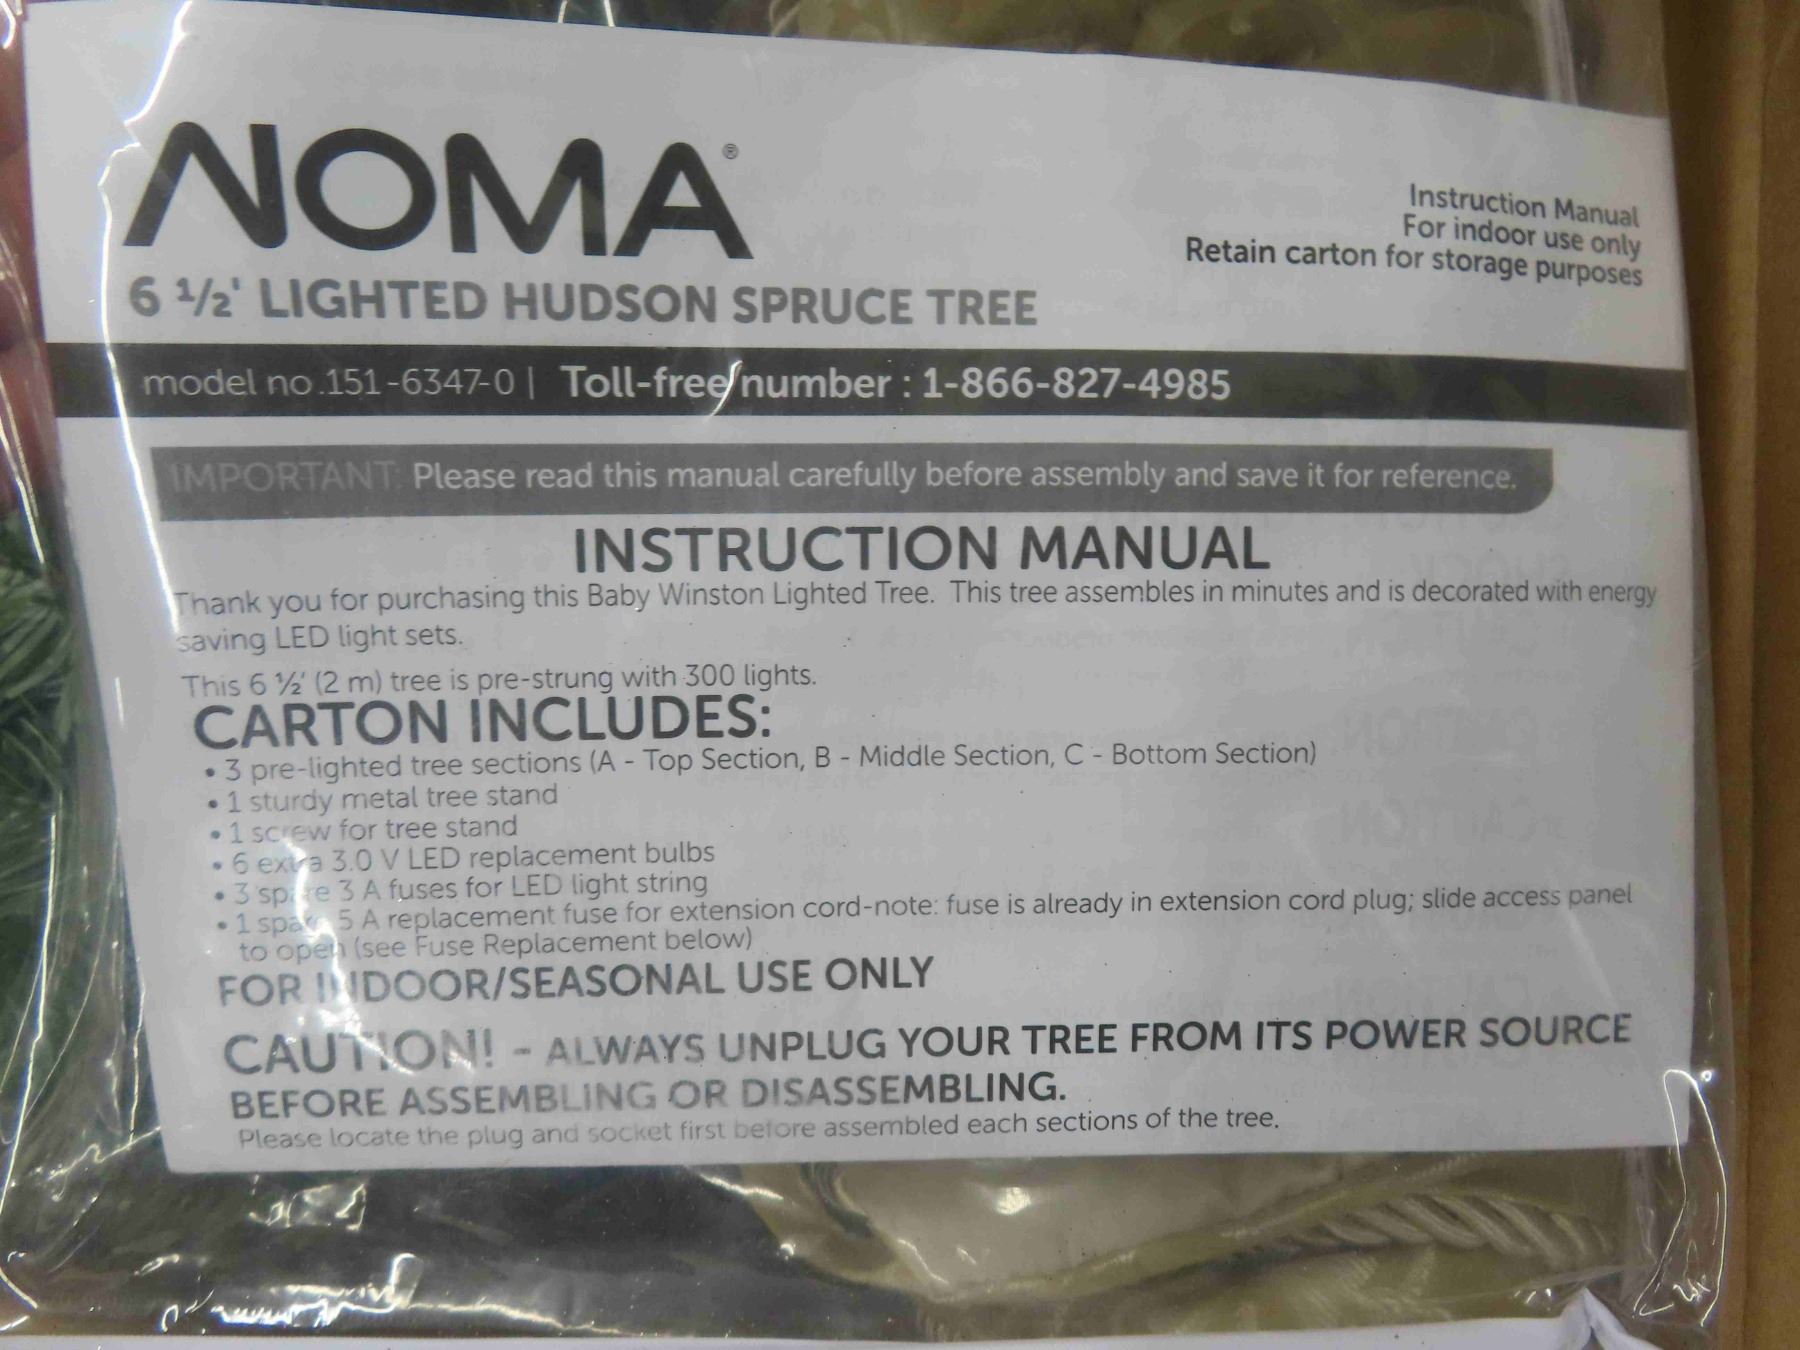 NOMA®
6 ½' LIGHTED HUDSON SPRUCE TREE
Instruction Manual
For indoor use only
Retain carton for storage purposes
model no.151-6347-0 | Toll-free number : 1-866-827-4985
IMPORTANT: Please read this manual carefully before assembly and save it for reference.
INSTRUCTION MANUAL
Thank you for purchasing this Baby Winston Lighted Tree. This tree assembles in minutes and is decorated with energy
saving LED light sets.
This 6 ½' (2 m) tree is pre-strung with 300 lights.
CARTON INCLUDES:
• 3 pre-lighted tree sections (A - Top Section, B - Middle Section, C - Bottom Section)
• 1 sturdy metal tree stand
• 1 screw for tree stand
• 6 extra 3.0 V LED replacement bulbs
• 3 spare 3 A fuses for LED light string
• 1 spare 5 A replacement fuse for extension cord-note: fuse is already in extension cord plug; slide access panel
to open (see Fuse Replacement below)
FOR INDOOR/SEASONAL USE ONLY
CAUTION! - ALWAYS UNPLUG YOUR TREE FROM ITS POWER SOURCE
BEFORE ASSEMBLING OR DISASSEMBLING.
Please locate the plug and socket first before assembled each sections of the tree.